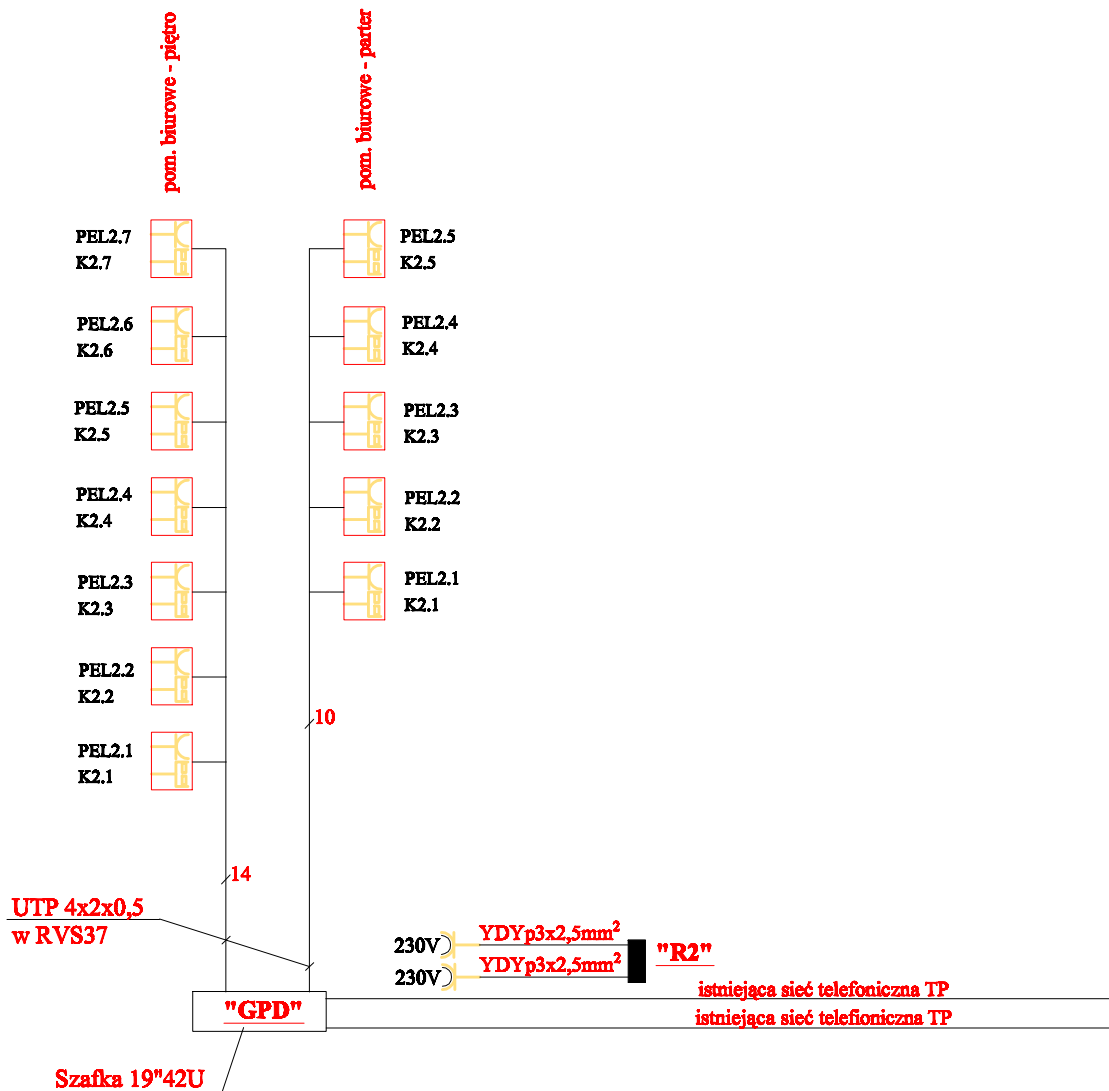 pom. biurowe - piętro
pom. biurowe - parter
PEL2.7
K2.7
PEL2.6
K2.6
PEL2.5
K2.5
PEL2.4
K2.4
PEL2.3
K2.3
PEL2.2
K2.2
PEL2.1
K2.1
PEL2.5
K2.5
PEL2.4
K2.4
PEL2.3
K2.3
PEL2.2
K2.2
PEL2.1
K2.1
10
14
UTP 4x2x0,5
w RVS37
230V YDYp3x2,5mm²
230V YDYp3x2,5mm²
"R2"
istniejąca sieć telefoniczna TP
istniejąca sieć telefioniczna TP
"GPD"
Szafka 19"42U